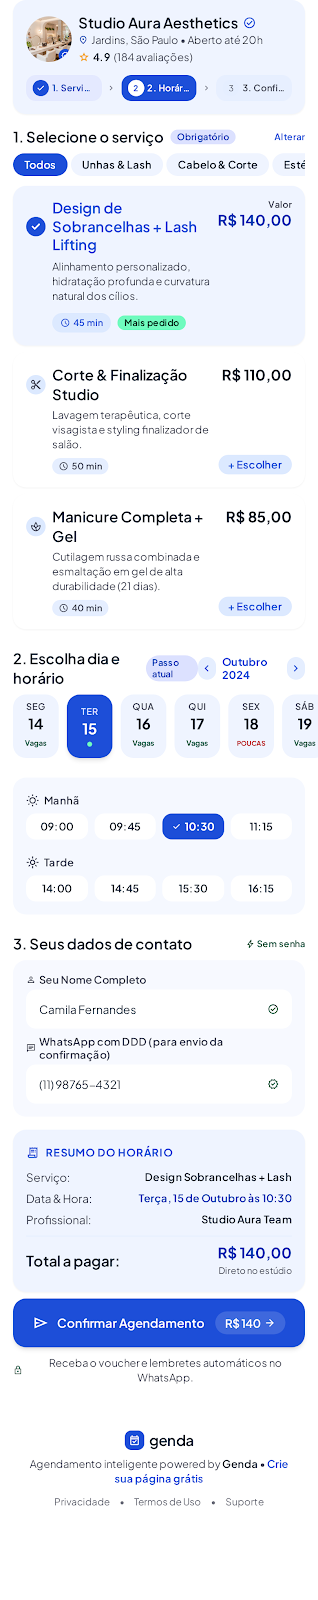 Studio Aura Aesthetics
Jardins, São Paulo • Aberto até 20h
4.9 (184 avaliações)
1. Servi...
2 2. Horár...
3 3. Confi...
1. Selecione o serviço Obrigatório Alterar
Todos Unhas & Lash Cabelo & Corte Esté
Design de Valor
Sobrancelhas + Lash R$ 140,00
Lifting
Alinhamento personalizado,
hidratação profunda e curvatura
natural dos cílios.
45 min Mais pedido
Corte & Finalização R$ 110,00
Studio
Lavagem terapêutica, corte
visagista e styling finalizador de
salão.
50 min + Escolher
Manicure Completa + R$ 85,00
Gel
Cutilagem russa combinada e
esmaltação em gel de alta
durabilidade (21 dias).
40 min + Escolher
2. Escolha dia e Passo Outubro
horário atual 2024
SEG TER QUA QUI SEX SÁB
14 15 16 17 18 19
Vagas Vagas Vagas POUCAS Vagas
Manhã
09:00 09:45 10:30 11:15
Tarde
14:00 14:45 15:30 16:15
3. Seus dados de contato Sem senha
Seu Nome Completo
Camila Fernandes
WhatsApp com DDD (para envio da
confirmação)
(11) 98765-4321
RESUMO DO HORÁRIO
Serviço: Design Sobrancelhas + Lash
Data & Hora: Terça, 15 de Outubro às 10:30
Profissional: Studio Aura Team
Total a pagar: R$ 140,00
Direto no estúdio
Confirmar Agendamento R$ 140 →
Receba o voucher e lembretes automáticos no
WhatsApp.
genda
Agendamento inteligente powered by Genda • Crie
sua página grátis
Privacidade • Termos de Uso • Suporte